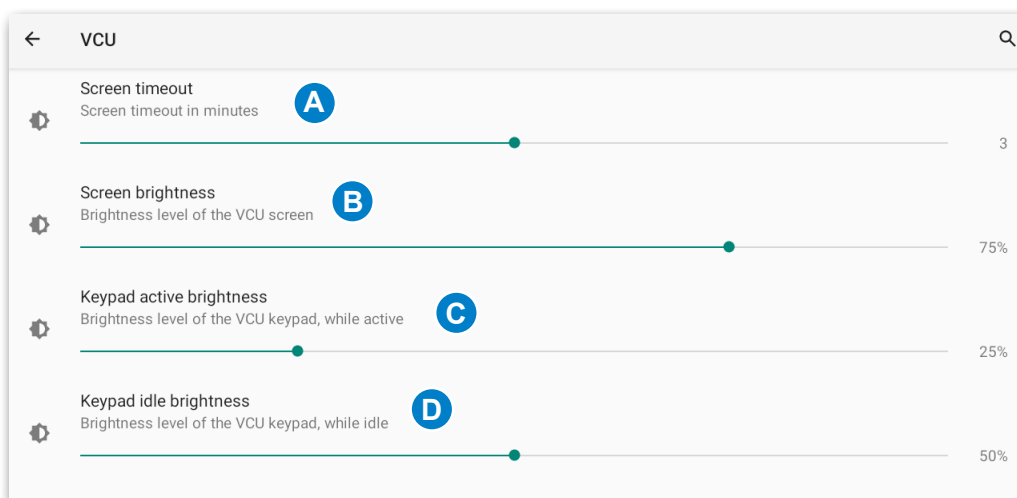 VCU
Screen timeout
Screen timeout in minutes
A
3
Screen brightness
Brightness level of the VCU screen
B
75%
Keypad active brightness
Brightness level of the VCU keypad, while active
C
25%
Keypad idle brightness
Brightness level of the VCU keypad, while idle
D
50%